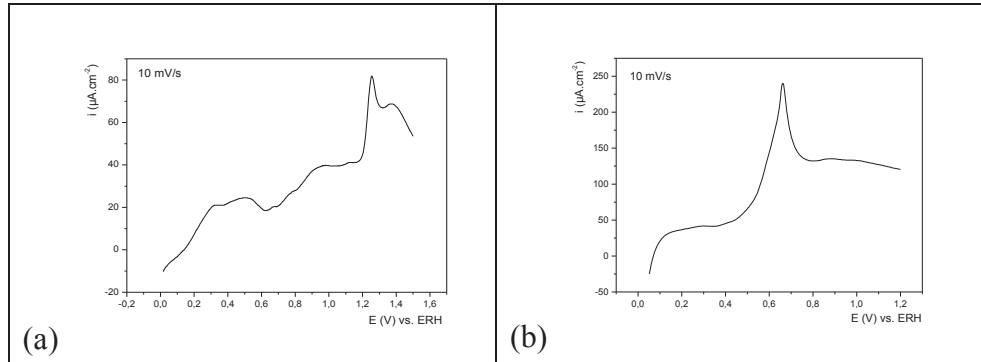 10 mV/s
i (µA.cm-2)
80
60
40
20
0
-20
-0,2 0,0 0,2 0,4 0,6 0,8 1,0 1,2 1,4 1,6
E (V) vs. ERH
(a)
10 mV/s
i (µA.cm-2)
250
200
150
100
50
0
-50
0,0 0,2 0,4 0,6 0,8 1,0 1,2
E (V) vs. ERH
(b)